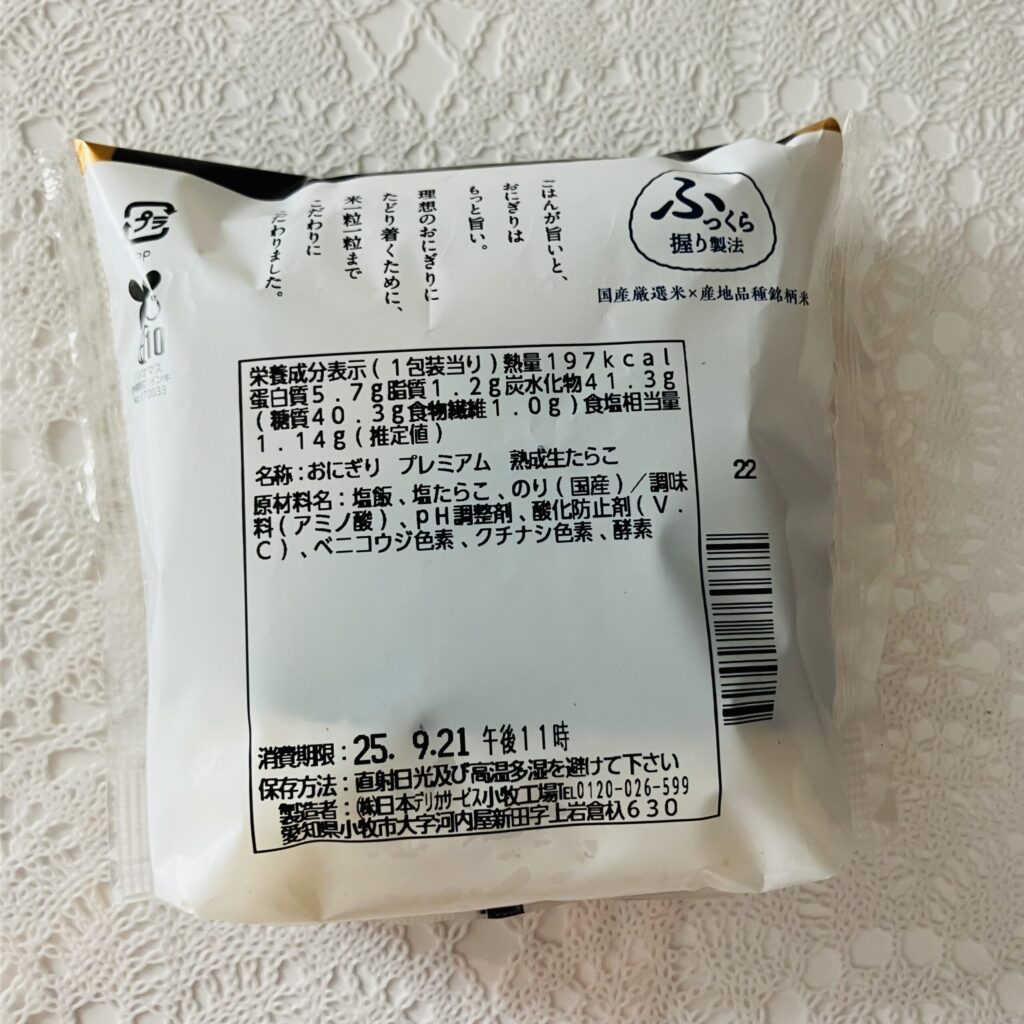 プラ
PP
ごはんが旨いと、
おにぎりは
もっと旨い。
理想のおにぎりに
たどり着くために、
米一粒一粒まで
こだわりに
こだわりました。
ふっくら
握り製法
国産厳選米×産地品種銘柄米
10
No.170033
栄養成分表示(1包装当り)熱量197kcal
蛋白質5.7g脂質1.2g炭水化物41.3g
(糖質40.3g食物繊維1.0g)食塩相当量
1.14g(推定値)
名称:おにぎり プレミアム 熟成生たらこ
原材料名:塩飯、塩たらこ、のり(国産)/調味
料(アミノ酸)、pH調整剤、酸化防止剤(V.
C)、ベニコウジ色素、クチナシ色素、酵素
22
消費期限:25. 9.21 午後11時
保存方法:直射日光及び高温多湿を避けて下さい
製造者:㈱日本デリカサービス小牧工場TEL0120-026-599
愛知県小牧市大字河内屋新田字上岩倉杁630